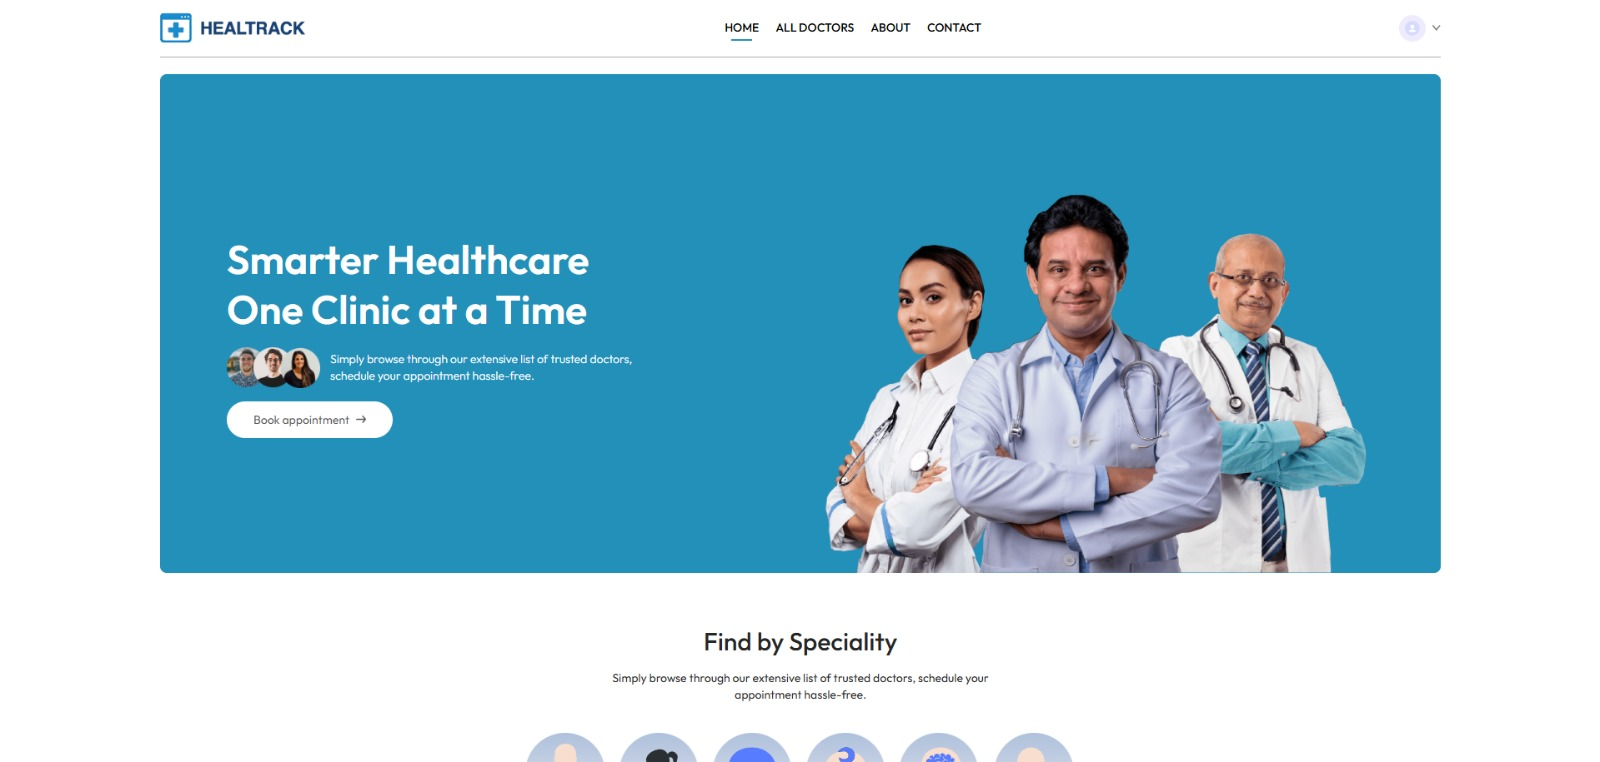 HEALTRACK
HOME ALL DOCTORS ABOUT CONTACT
Smarter Healthcare
One Clinic at a Time
Simply browse through our extensive list of trusted doctors,
schedule your appointment hassle-free.
Book appointment →
Find by Speciality
Simply browse through our extensive list of trusted doctors, schedule your
appointment hassle-free.